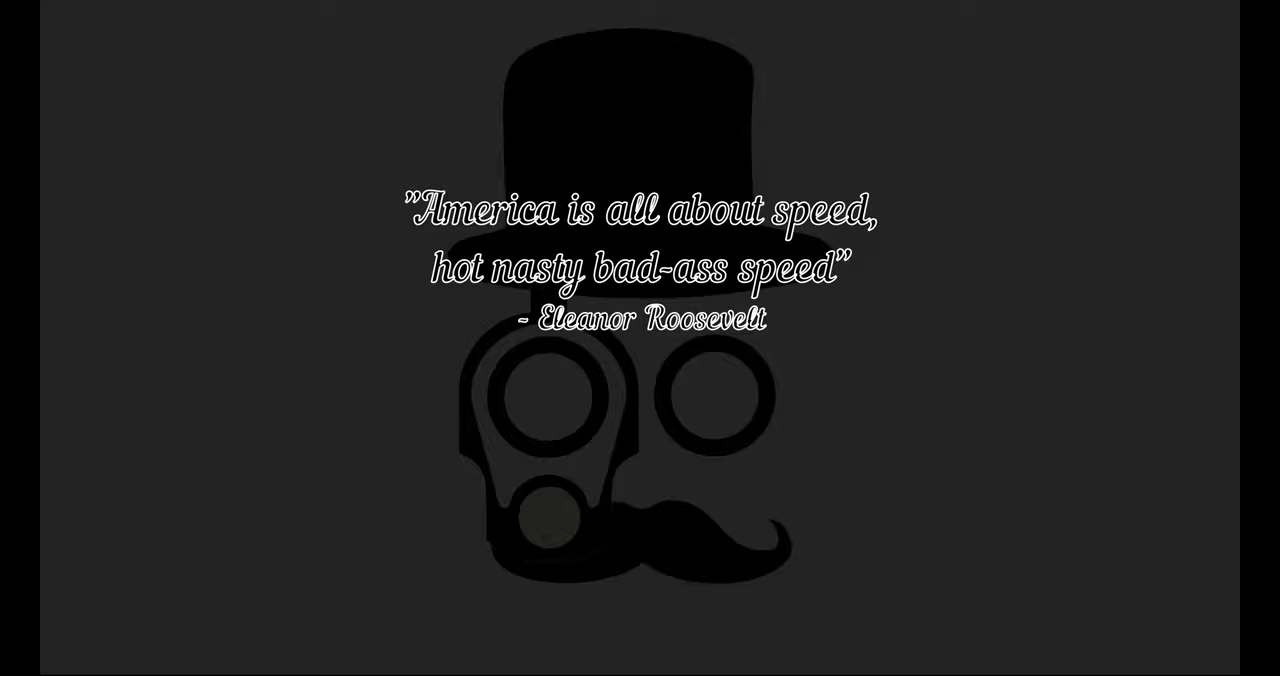 "America is all about speed,
hot nasty bad-ass speed"
~ Eleanor Roosevelt